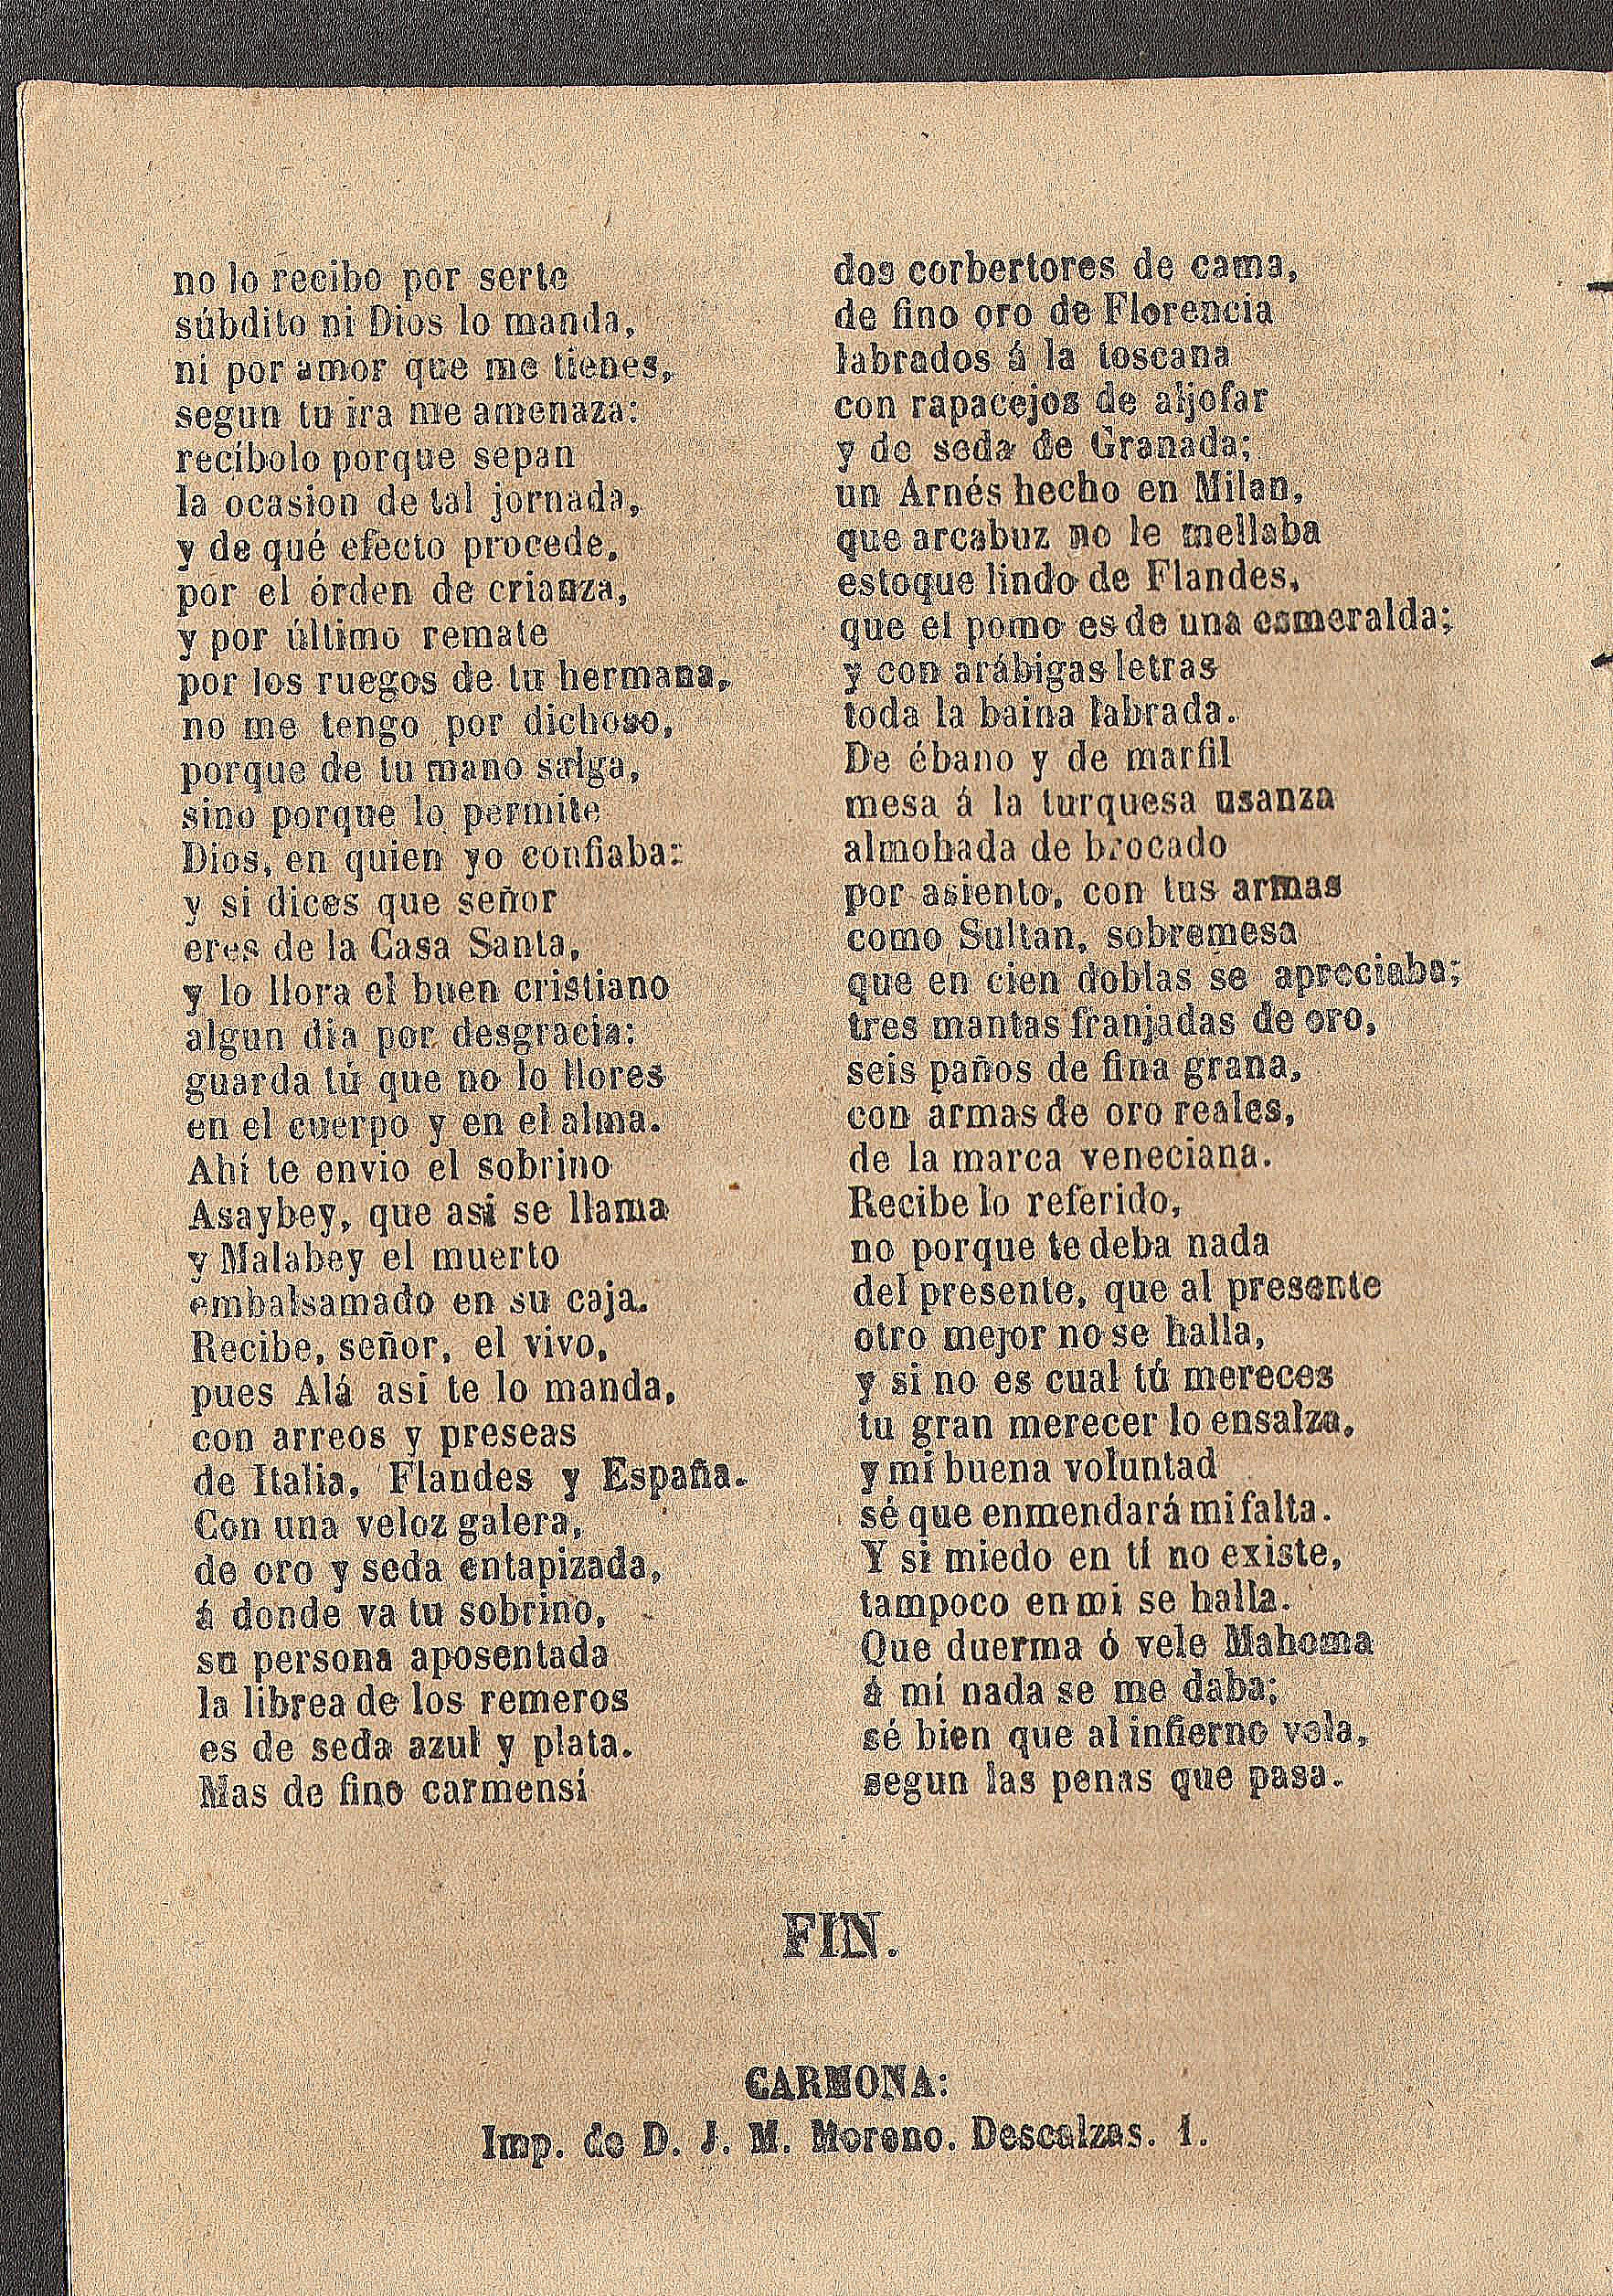 no lo recibo por serte
súbdito ni Dios lo manda,
ni por amor que me tienes,
segun tu ira me amenaza:
recíbolo porque sepan
la ocasion de tal jornada,
y de qué efecto procede,
por el órden de crianza,
y por último remate
por los ruegos de tu hermana,
no me tengo por dichoso,
porque de tu mano salga,
sino porque lo permite
Dios, en quien yo confiaba:
y si dices que señor
eres de la Casa Santa,
y lo llora el buen cristiano
algun dia por desgracia:
guarda tú que no lo llores
en el cuerpo y en el alma.
Ahí te envio el sobrino
Asaybey, que asi se llama
y Malabey el muerto
embalsamado en su caja.
Recibe, señor, el vivo,
pues Alá asi te lo manda,
con arreos y preseas
de Italia, Flandes y España.
Con una veloz galera,
de oro y seda entapizada,
á donde va tu sobrino,
su persona aposentada
la librea de los remeros
es de seda azul y plata.
Mas de fino carmensí
dos corbertores de cama,
de fino oro de Florencia
labrados á la toscana
con rapacejos de aljofar
y de seda de Granada;
un Arnés hecho en Milan,
que arcabuz no le mellaba
estoque lindo de Flandes,
que el pomo es de una esmeralda;
y con arábigas letras
toda la baina labrada.
De ébano y de marfil
mesa á la turquesa usanza
almohada de brocado
por asiento, con tus armas
como Sultan, sobremesa
que en cien doblas se apreciaba;
tres mantas franjadas de oro,
seis paños de fina grana,
con armas de oro reales,
de la marca veneciana.
Recibe lo referido,
no porque te deba nada
del presente, que al presente
otro mejor no se halla,
y si no es cual tú mereces
tu gran merecer lo ensalza,
y mi buena voluntad
sé que enmendará mi falta.
Y si miedo en tí no existe,
tampoco en mi se halla.
Que duerma ó vele Mahoma
á mí nada se me daba;
sé bien que al infierno vela,
segun las penas que pasa.
FIN.
CARMONA:
Imp. de D. J. M. Moreno. Descalzas. 1.